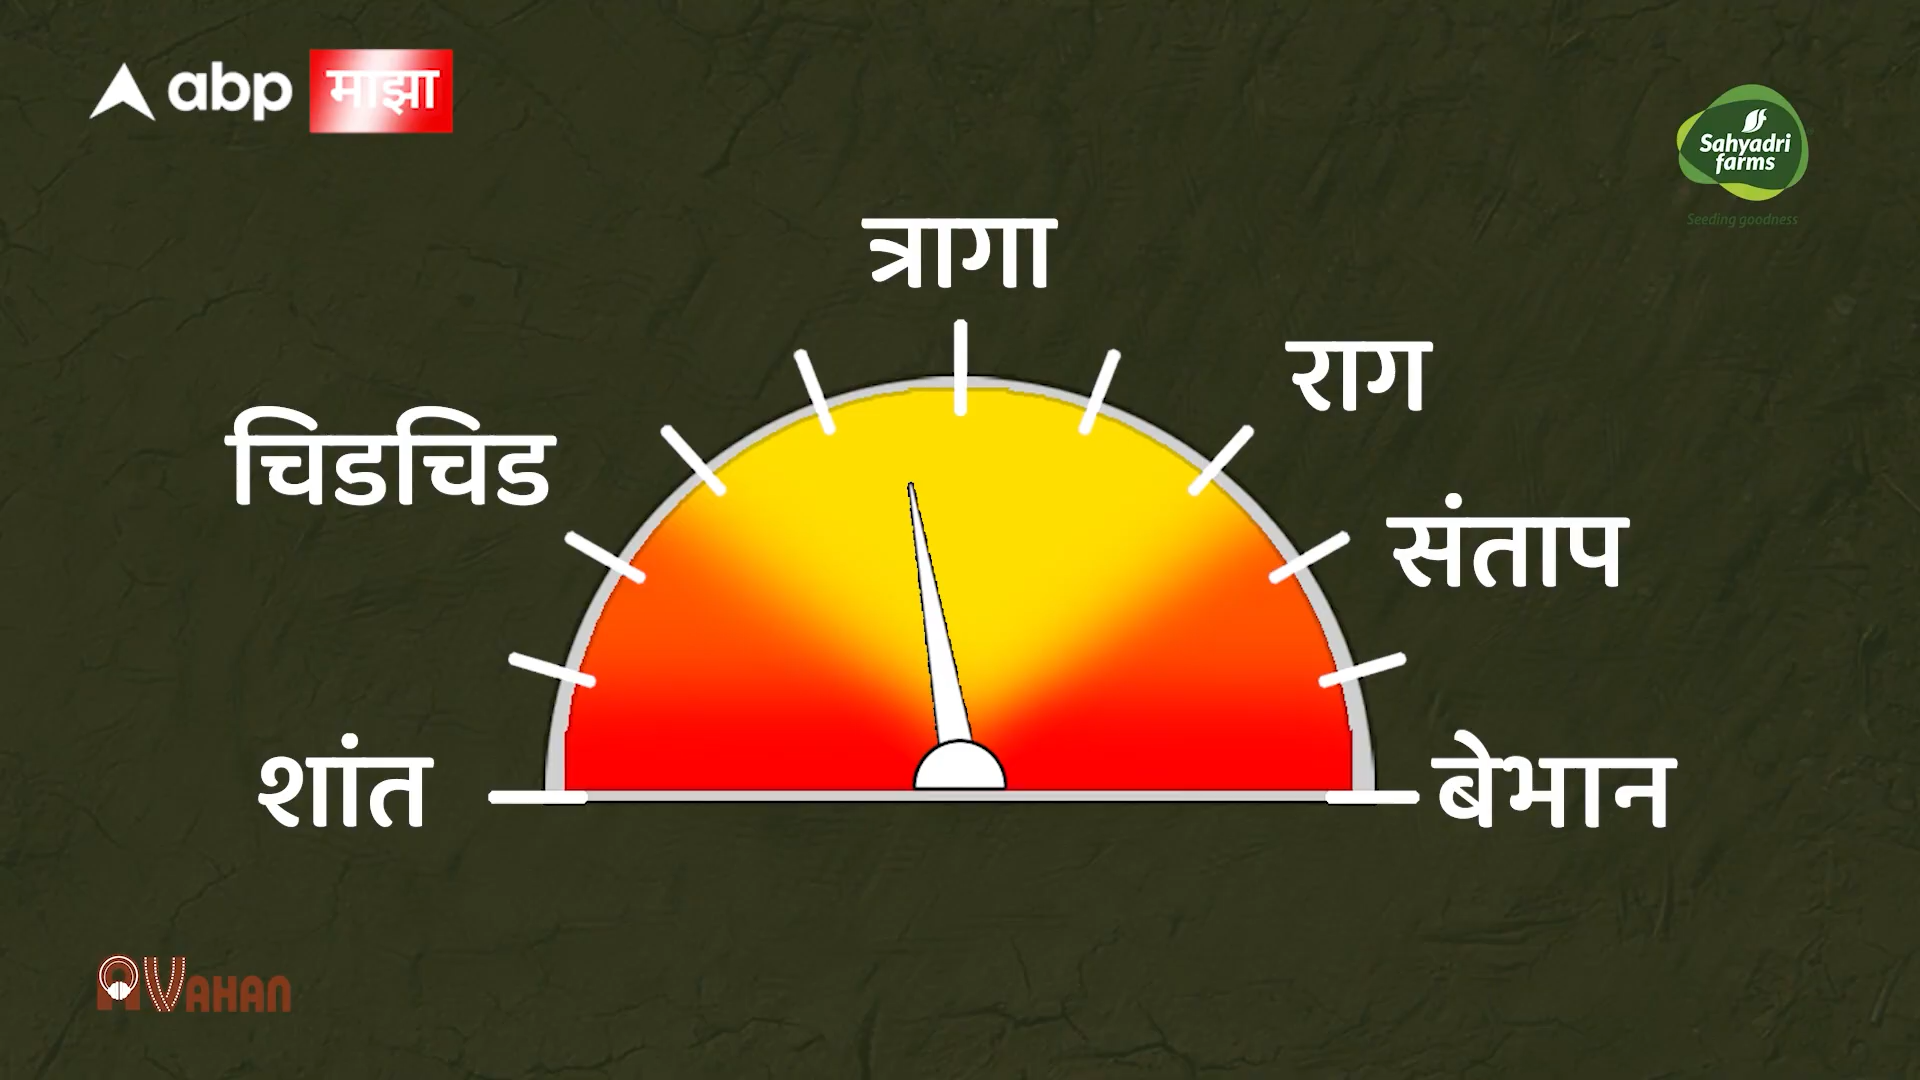 abp माझा
Sahyadri
farms
Seeding goodness
त्रागा
राग
चिडचिड
संताप
शांत
बेभान
AVAHAN